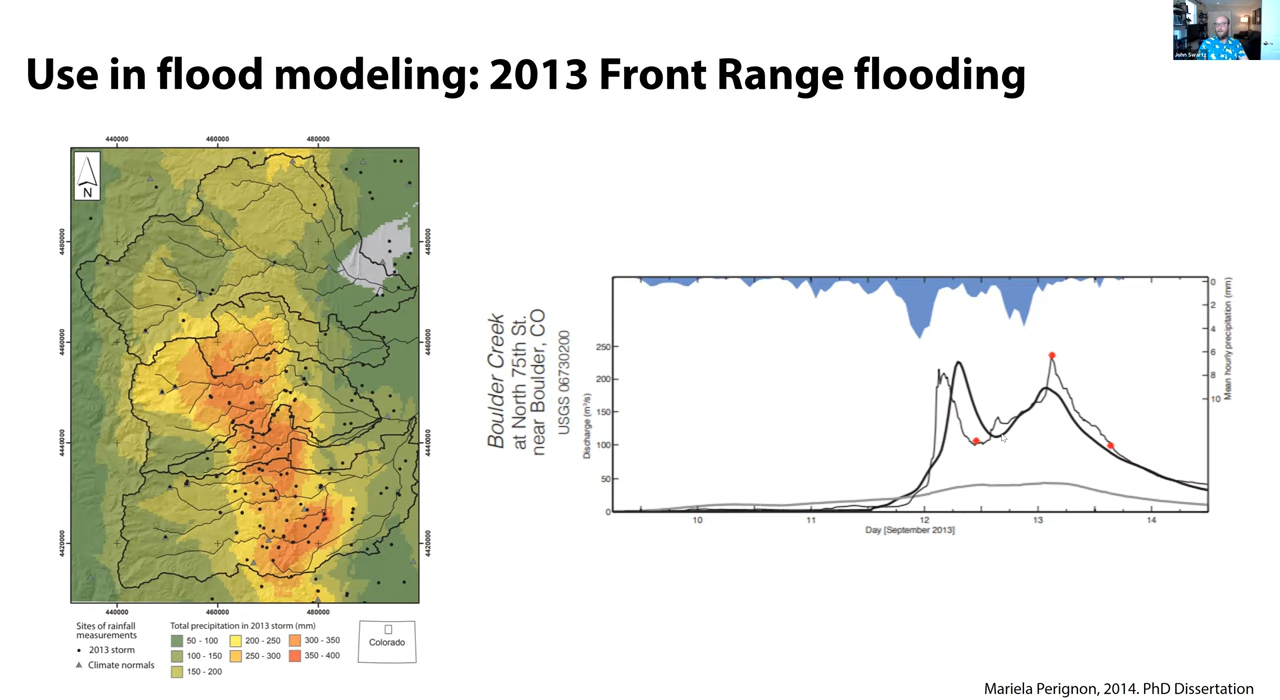 John Swartz
Use in flood modeling: 2013 Front Range flooding
440000 460000 480000
N
4480000 4480000
4460000 4460000
4440000 4440000
4420000 4420000
440000 460000 480000
Sites of rainfall
measurements
2013 storm
Climate normals
Total precipitation in 2013 storm (mm)
50 - 100
100 - 150
150 - 200
200 - 250
250 - 300
300 - 350
350 - 400
Colorado
Boulder Creek
at North 75th St.
near Boulder, CO
USGS 06730200
Discharge (m³/s)
250
200
150
100
50
0
0
2
4
6
8
10
Mean hourly precipitation (mm)
10 11 12 13 14
Day [September 2013]
Mariela Perignon, 2014. PhD Dissertation